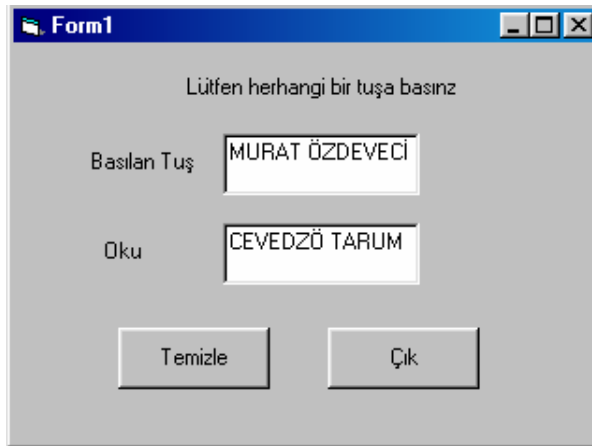 Form1
Lütfen herhangi bir tuşa basınz
Basılan Tuş
MURAT ÖZDEVECİ
Oku
CEVEDZÖ TARUM
Temizle
Çık